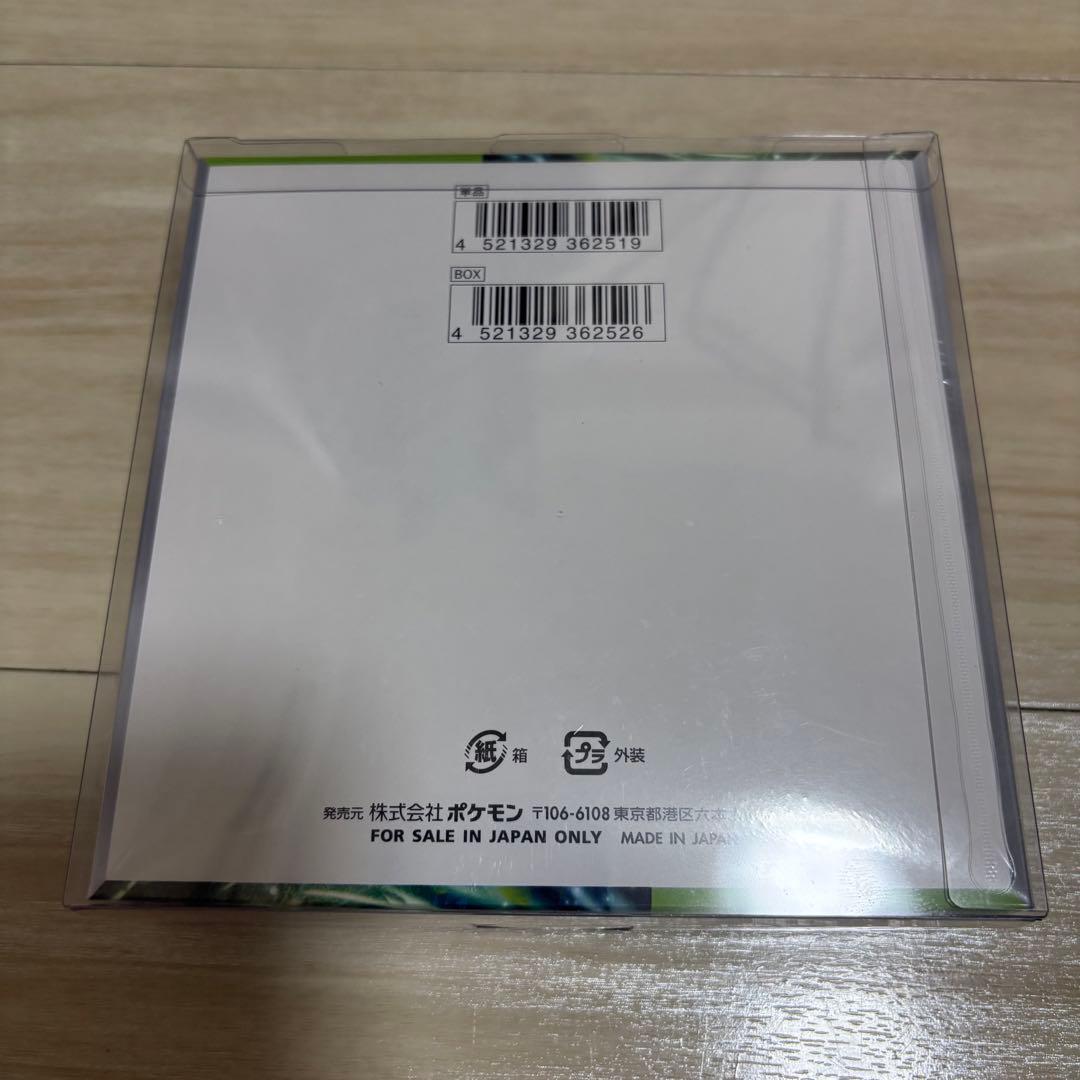 単品
4 521329 362519
BOX
4 521329 362526
紙 箱 プラ 外装
発売元 株式会社 ポケモン 〒106-6108 東京都港区六本
FOR SALE IN JAPAN ONLY MADE IN JAPAN